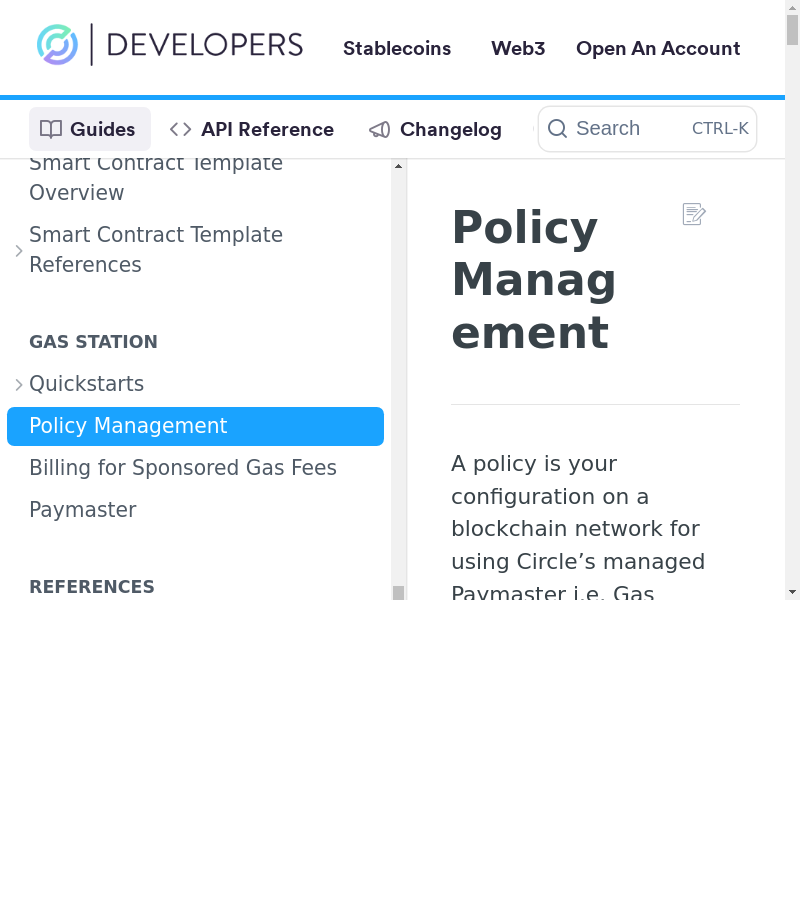 DEVELOPERS
Stablecoins
Web3
Open An Account
Guides
API Reference
Changelog
Search
CTRL-K
Smart Contract Template
Overview
Smart Contract Template
References
GAS STATION
Quickstarts
Policy Management
Billing for Sponsored Gas Fees
Paymaster
REFERENCES
Policy
Manag
ement
A policy is your
configuration on a
blockchain network for
using Circle’s managed
Paymaster i.e. Gas